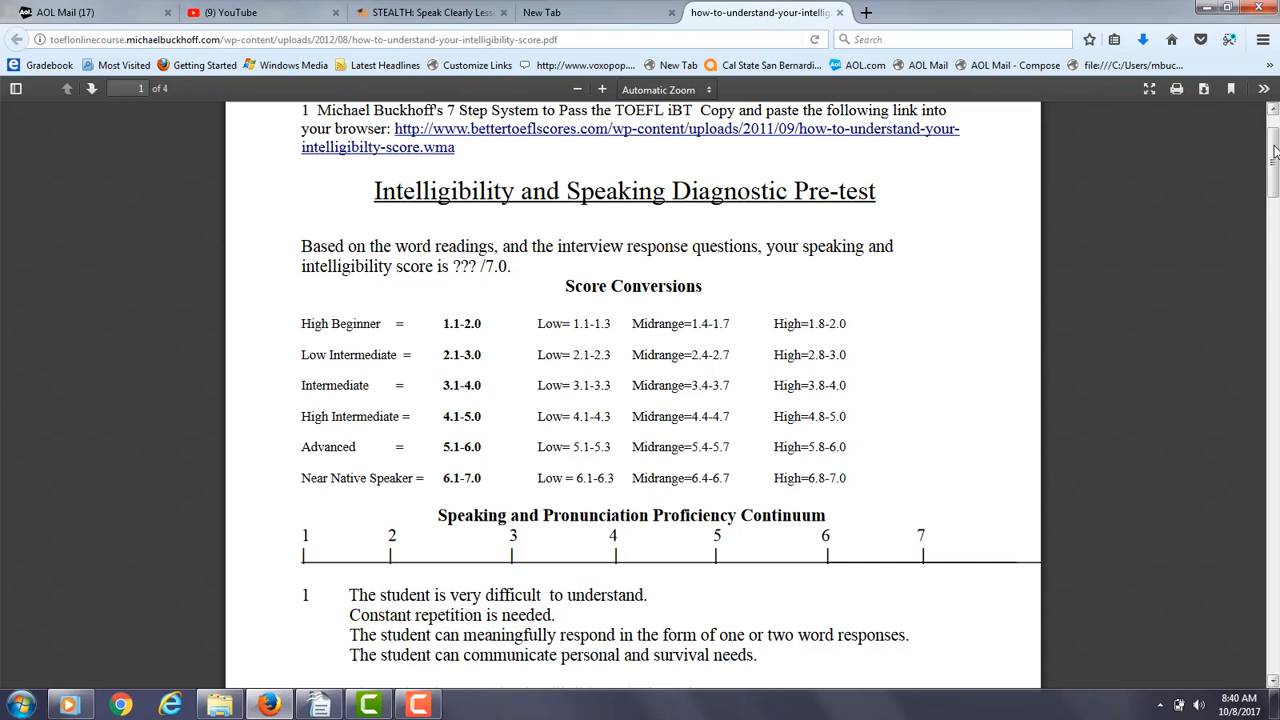 AOL Mail (17)
(9) YouTube
STEALTH: Speak Clearly Less
New Tab
how-to-understand-your-intellig
toeflonlinecourse.michaelbuckhoff.com/wp-content/uploads/2012/08/how-to-understand-your-intelligibility-score.pdf
Search
Gradebook Most Visited Getting Started Windows Media Latest Headlines Customize Links http://www.voxopop.... New Tab Cal State San Bernardi... AOL.com AOL Mail AOL Mail - Compose file:///C:/Users/mbuc...
1 of 4
Automatic Zoom
1 Michael Buckhoff's 7 Step System to Pass the TOEFL iBT Copy and paste the following link into
your browser: http://www.bettertoeflscores.com/wp-content/uploads/2011/09/how-to-understand-your-
intelligibilty-score.wma
Intelligibility and Speaking Diagnostic Pre-test
Based on the word readings, and the interview response questions, your speaking and
intelligibility score is ??? /7.0.
Score Conversions
High Beginner = 1.1-2.0 Low= 1.1-1.3 Midrange=1.4-1.7 High=1.8-2.0
Low Intermediate = 2.1-3.0 Low= 2.1-2.3 Midrange=2.4-2.7 High=2.8-3.0
Intermediate = 3.1-4.0 Low= 3.1-3.3 Midrange=3.4-3.7 High=3.8-4.0
High Intermediate = 4.1-5.0 Low= 4.1-4.3 Midrange=4.4-4.7 High=4.8-5.0
Advanced = 5.1-6.0 Low= 5.1-5.3 Midrange=5.4-5.7 High=5.8-6.0
Near Native Speaker = 6.1-7.0 Low = 6.1-6.3 Midrange=6.4-6.7 High=6.8-7.0
Speaking and Pronunciation Proficiency Continuum
1 2 3 4 5 6 7
1 The student is very difficult to understand.
Constant repetition is needed.
The student can meaningfully respond in the form of one or two word responses.
The student can communicate personal and survival needs.
8:40 AM
10/8/2017